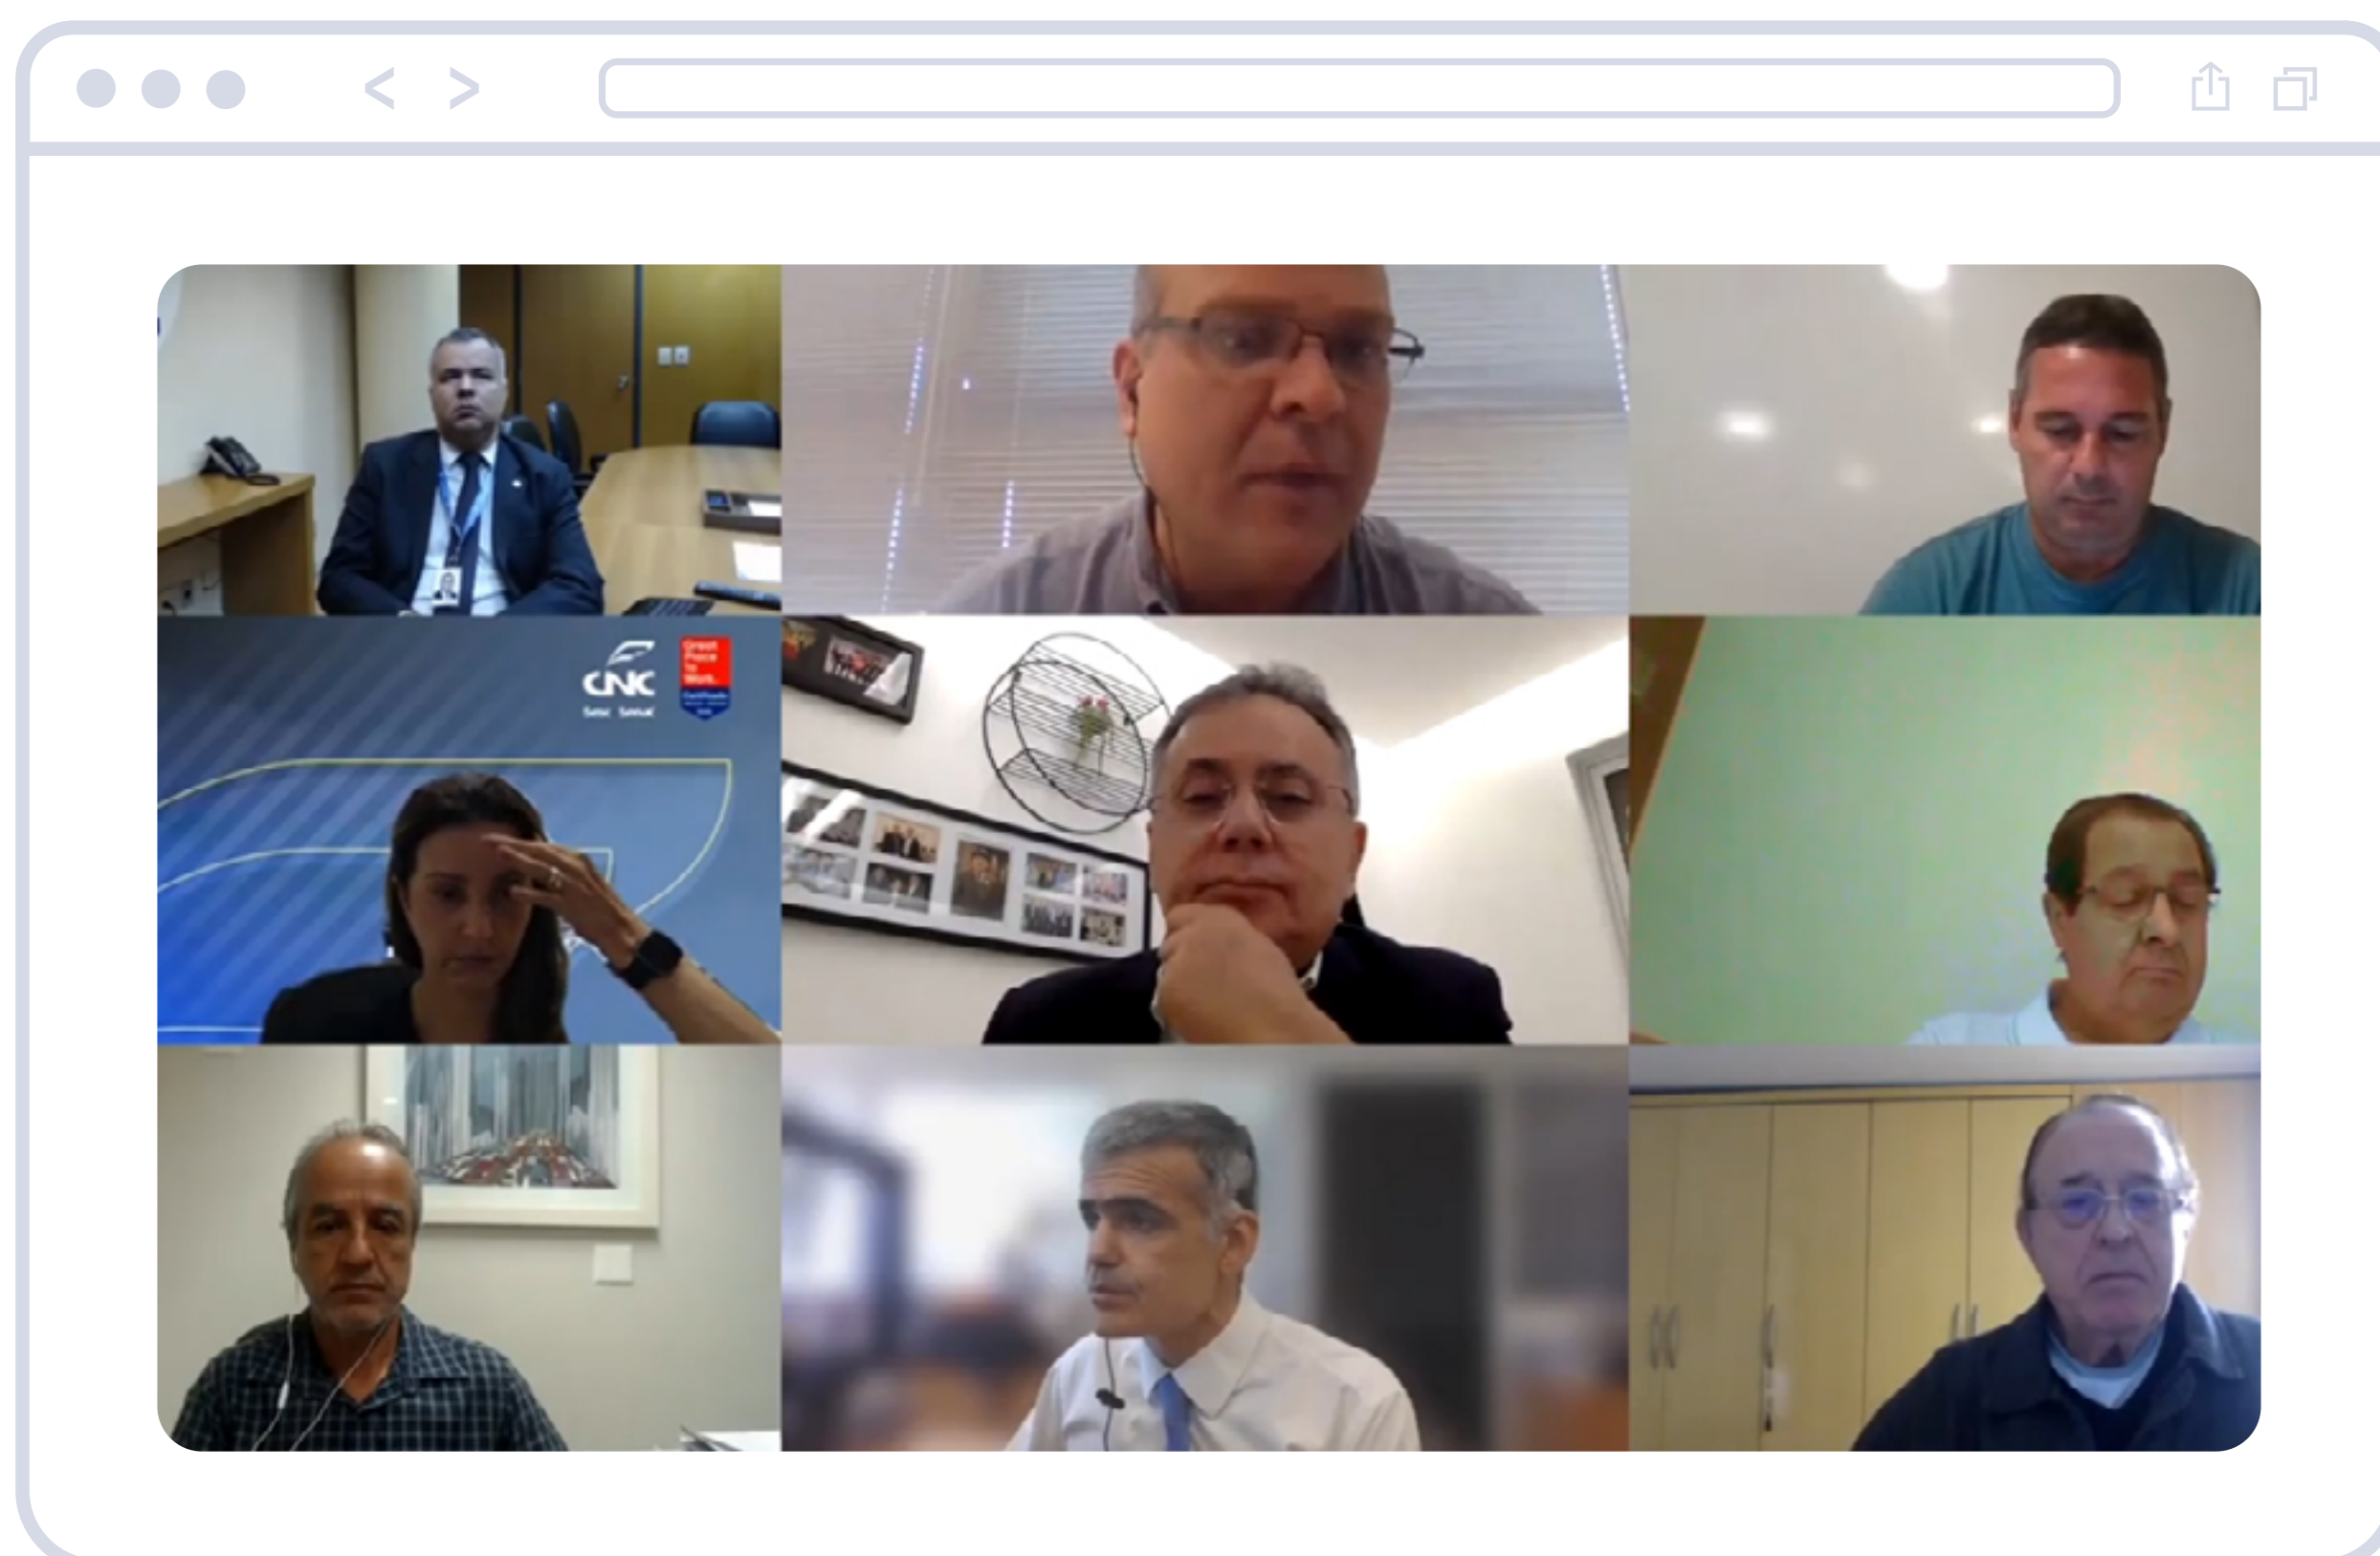 CNC
Sesc Senac
Great
Place
To
Work.